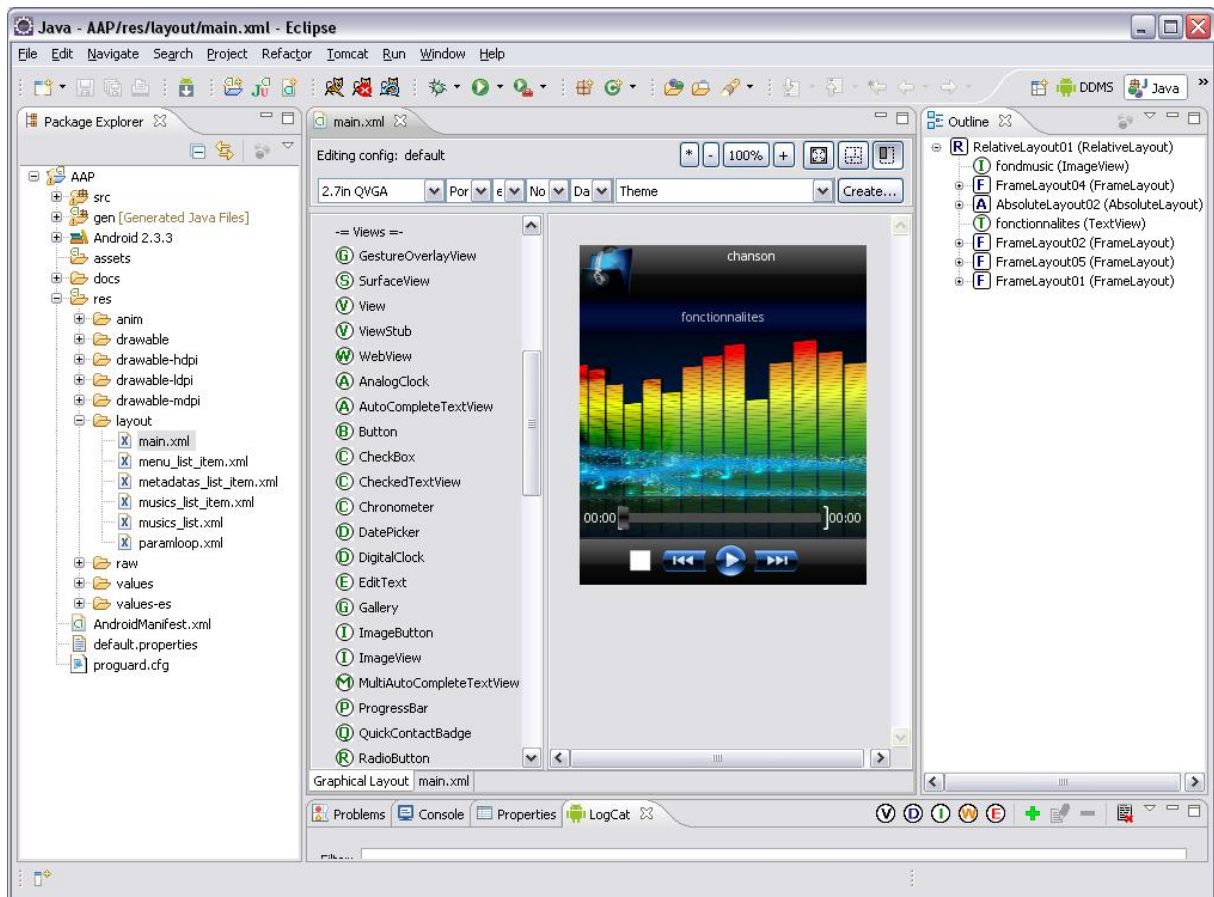 Java - AAP/res/layout/main.xml - Eclipse
File Edit Navigate Search Project Refactor Tomcat Run Window Help
DDMS Java »
Package Explorer
AAP
src
gen [Generated Java Files]
Android 2.3.3
assets
docs
res
anim
drawable
drawable-hdpi
drawable-ldpi
drawable-mdpi
layout
main.xml
menu_list_item.xml
metadatas_list_item.xml
musics_list_item.xml
musics_list.xml
paramloop.xml
raw
values
values-es
AndroidManifest.xml
default.properties
proguard.cfg
main.xml
Editing config: default
* - 100% +
2.7in QVGA Por e No Da Theme Create...
-= Views =-
G GestureOverlayView
S SurfaceView
V View
V ViewStub
W WebView
A AnalogClock
A AutoCompleteTextView
B Button
C CheckBox
C CheckedTextView
C Chronometer
D DatePicker
D DigitalClock
E EditText
G Gallery
I ImageButton
I ImageView
M MultiAutoCompleteTextView
P ProgressBar
Q QuickContactBadge
R RadioButton
chanson
fonctionnalites
00:00 00:00
Graphical Layout main.xml
Outline
R RelativeLayout01 (RelativeLayout)
I fondmusic (ImageView)
F FrameLayout04 (FrameLayout)
A AbsoluteLayout02 (AbsoluteLayout)
T fonctionnalites (TextView)
F FrameLayout02 (FrameLayout)
F FrameLayout05 (FrameLayout)
F FrameLayout01 (FrameLayout)
Problems Console Properties LogCat
V D I W E